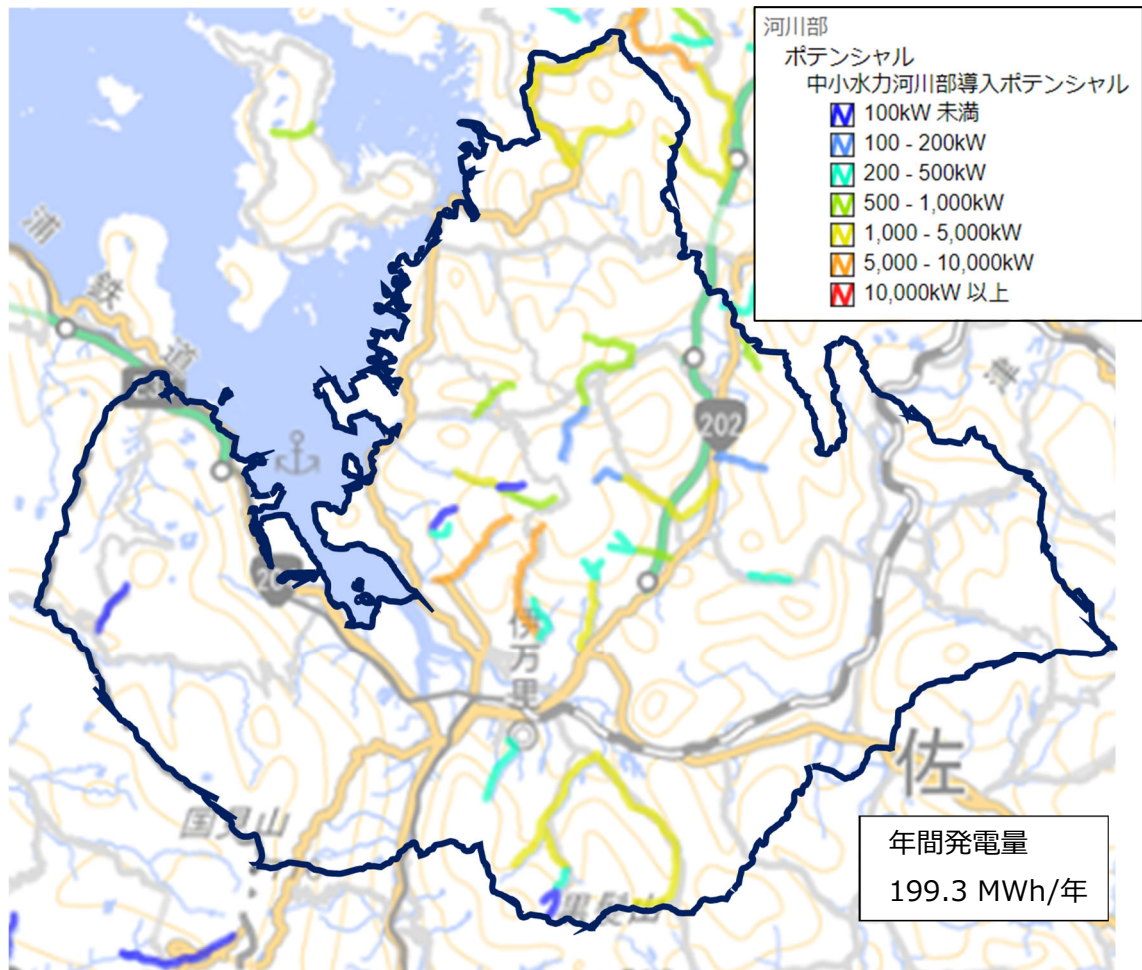 河川部
ポテンシャル
中小水力河川部導入ポテンシャル
100kW 未満
100 - 200kW
200 - 500kW
500 - 1,000kW
1,000 - 5,000kW
5,000 - 10,000kW
10,000kW 以上
浦
鉄
道
202
伊万里
佐
国見山
年間発電量
199.3 MWh/年